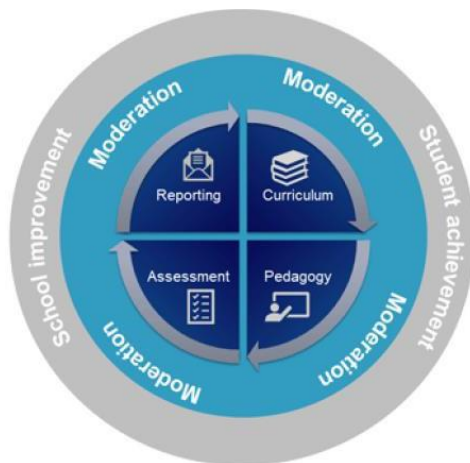 Moderation
Moderation
School improvement
Student achievement
Reporting
Curriculum
Assessment
Pedagogy
Moderation
Moderation